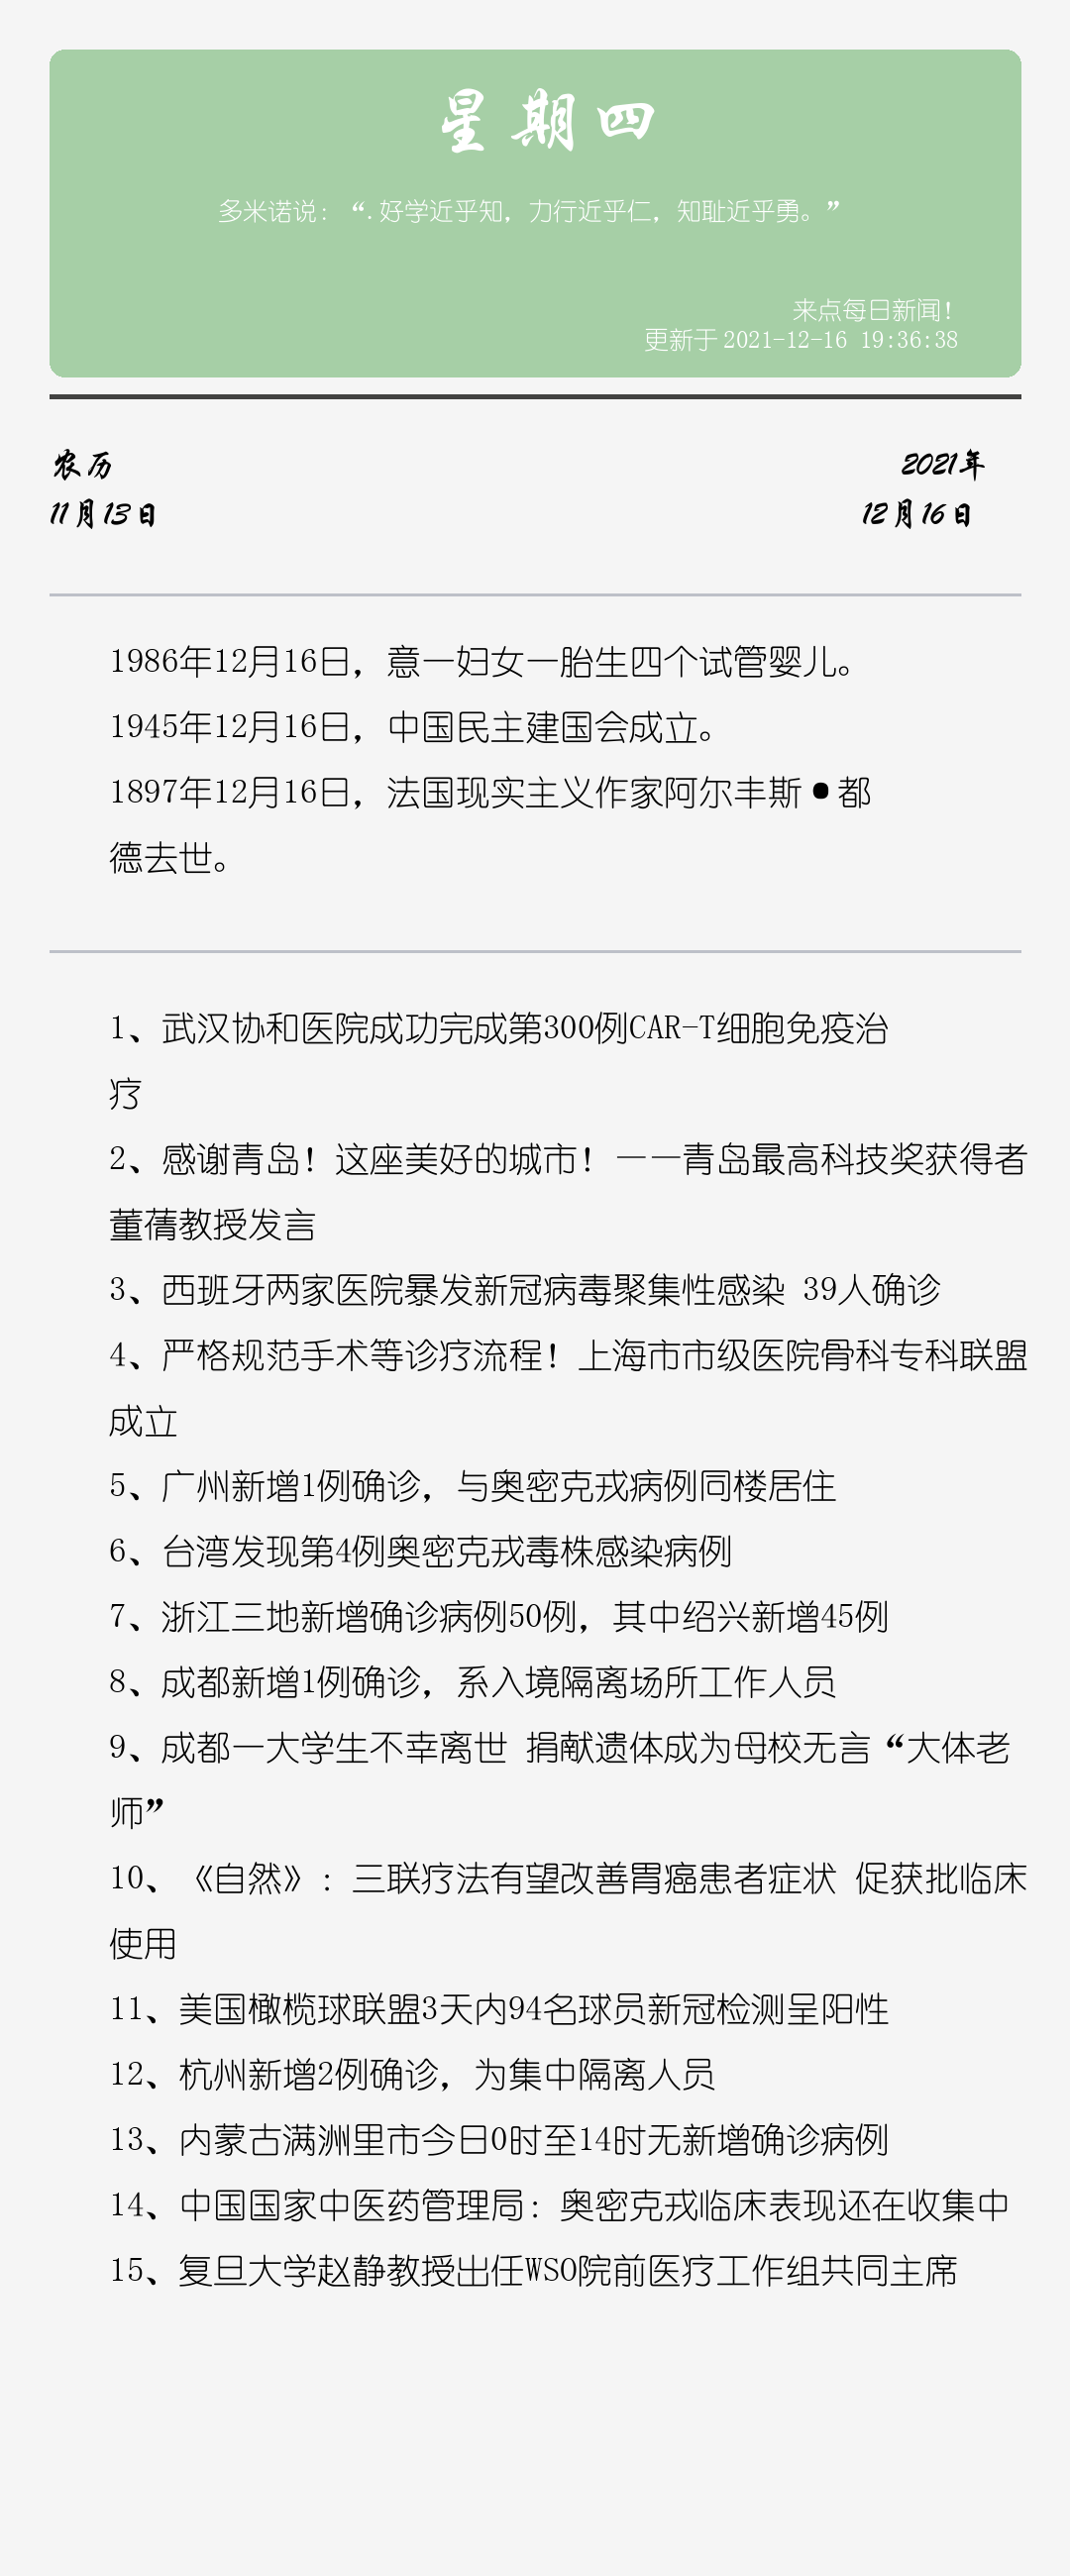 星期四
多米诺说：“.好学近乎知，力行近乎仁，知耻近乎勇。”
来点每日新闻！
更新于2021-12-16 19:36:38
农历
2021年
11月13日
12月16日
1986年12月16日，意一妇女一胎生四个试管婴儿。
1945年12月16日，中国民主建国会成立。
1897年12月16日，法国现实主义作家阿尔丰斯•都
德去世。
1、武汉协和医院成功完成第300例CAR-T细胞免疫治
疗
2、感谢青岛！这座美好的城市！——青岛最高科技奖获得者
董蒨教授发言
3、西班牙两家医院暴发新冠病毒聚集性感染 39人确诊
4、严格规范手术等诊疗流程！上海市市级医院骨科专科联盟
成立
5、广州新增1例确诊，与奥密克戎病例同楼居住
6、台湾发现第4例奥密克戎毒株感染病例
7、浙江三地新增确诊病例50例，其中绍兴新增45例
8、成都新增1例确诊，系入境隔离场所工作人员
9、成都一大学生不幸离世 捐献遗体成为母校无言“大体老
师”
10、《自然》：三联疗法有望改善胃癌患者症状 促获批临床
使用
11、美国橄榄球联盟3天内94名球员新冠检测呈阳性
12、杭州新增2例确诊，为集中隔离人员
13、内蒙古满洲里市今日0时至14时无新增确诊病例
14、中国国家中医药管理局：奥密克戎临床表现还在收集中
15、复旦大学赵静教授出任WSO院前医疗工作组共同主席